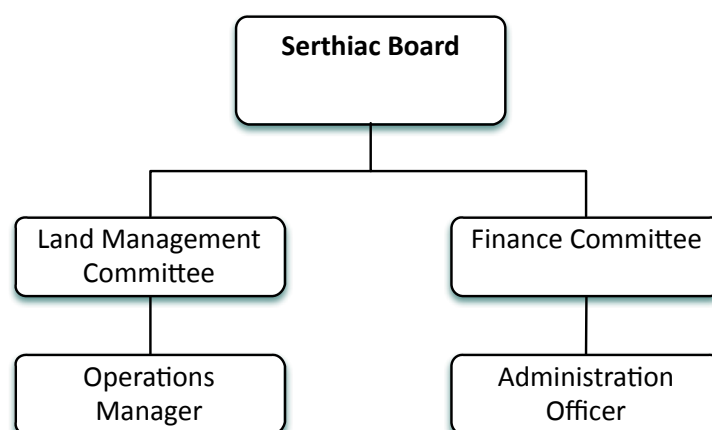 Serthiac Board
Land Management
Committee
Finance Committee
Operations
Manager
Administration
Officer